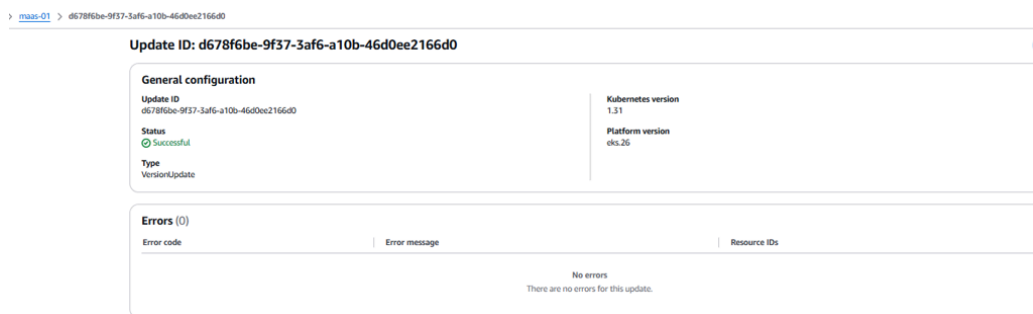 maas-01 > d678f6be-9f37-3af6-a10b-46d0ee2166d0
Update ID: d678f6be-9f37-3af6-a10b-46d0ee2166d0
General configuration
Update ID
d678f6be-9f37-3af6-a10b-46d0ee2166d0
Status
Successful
Type
VersionUpdate
Kubernetes version
1.31
Platform version
eks.26
Errors (0)
Error code
Error message
Resource IDs
No errors
There are no errors for this update.